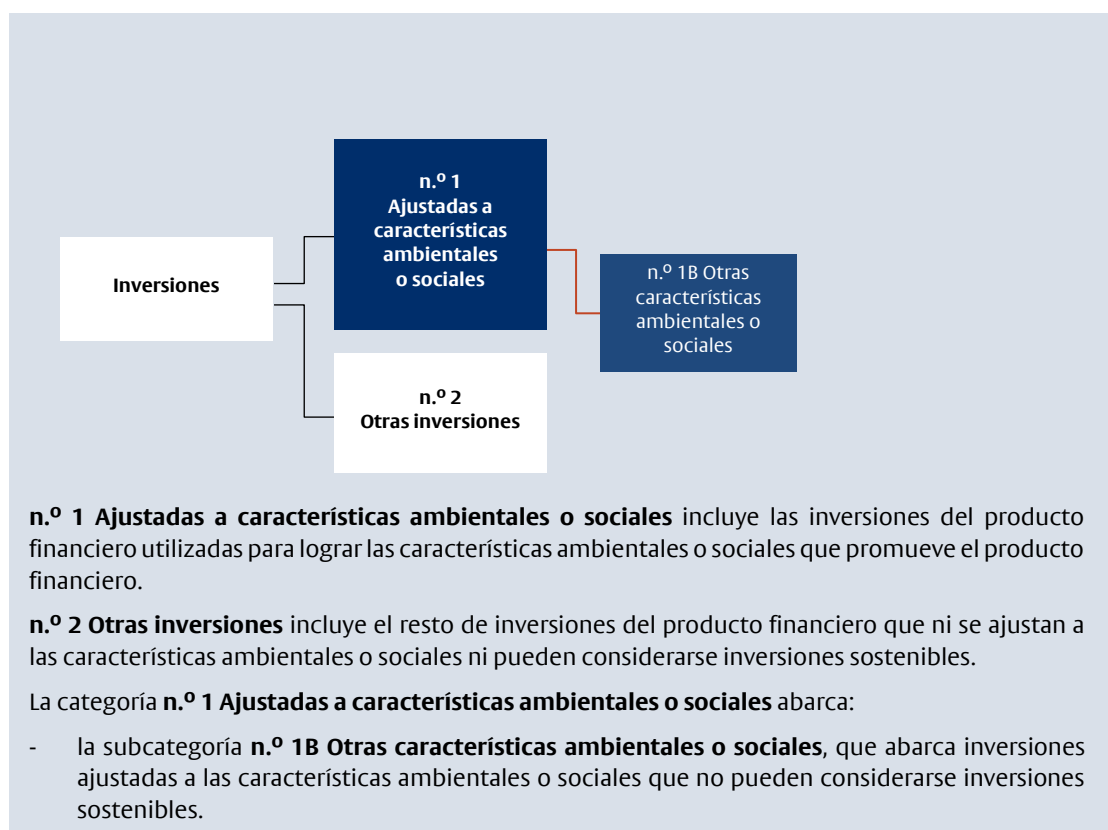 n.º 1
Ajustadas a
características
ambientales
o sociales
Inversiones
n.º 1B Otras
características
ambientales o
sociales
n.º 2
Otras inversiones
n.º 1 Ajustadas a características ambientales o sociales incluye las inversiones del producto
financiero utilizadas para lograr las características ambientales o sociales que promueve el producto
financiero.
n.º 2 Otras inversiones incluye el resto de inversiones del producto financiero que ni se ajustan a
las características ambientales o sociales ni pueden considerarse inversiones sostenibles.
La categoría n.º 1 Ajustadas a características ambientales o sociales abarca:
- la subcategoría n.º 1B Otras características ambientales o sociales, que abarca inversiones
ajustadas a las características ambientales o sociales que no pueden considerarse inversiones
sostenibles.